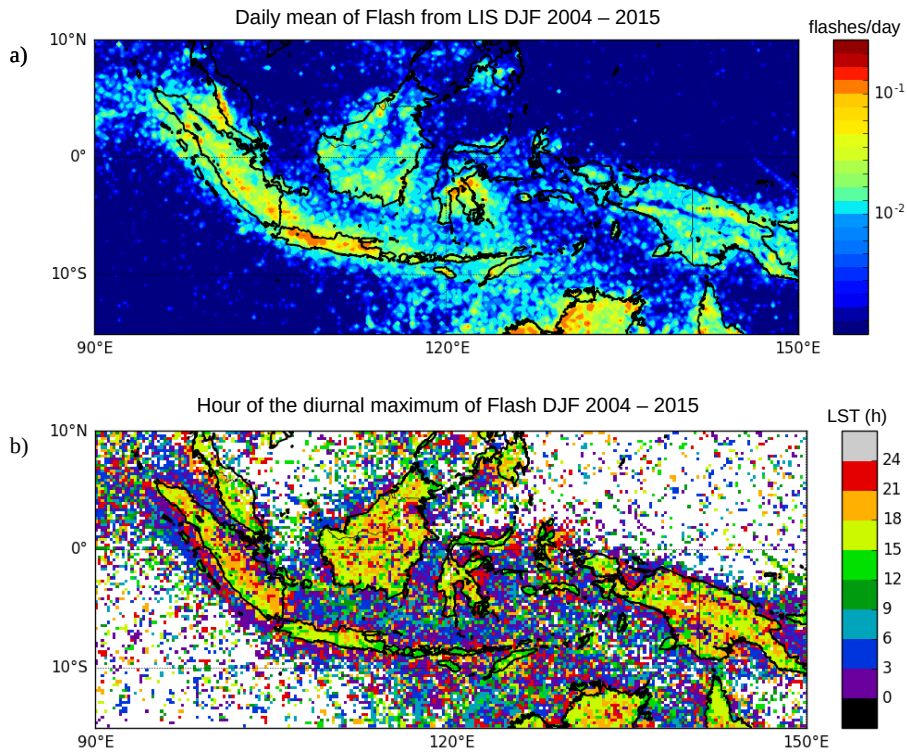 Daily mean of Flash from LIS DJF 2004 – 2015
flashes/day
a)
10°N
0°
10°S
90°E
120°E
150°E
10⁻¹
10⁻²
Hour of the diurnal maximum of Flash DJF 2004 – 2015
LST (h)
b)
10°N
0°
10°S
90°E
120°E
150°E
24
21
18
15
12
9
6
3
0